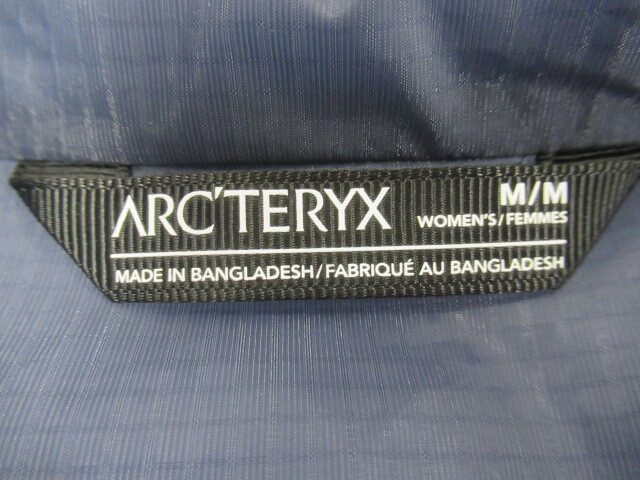 ARC'TERYX
M/M
WOMEN'S/FEMMES
MADE IN BANGLADESH/FABRIQUÉ AU BANGLADESH